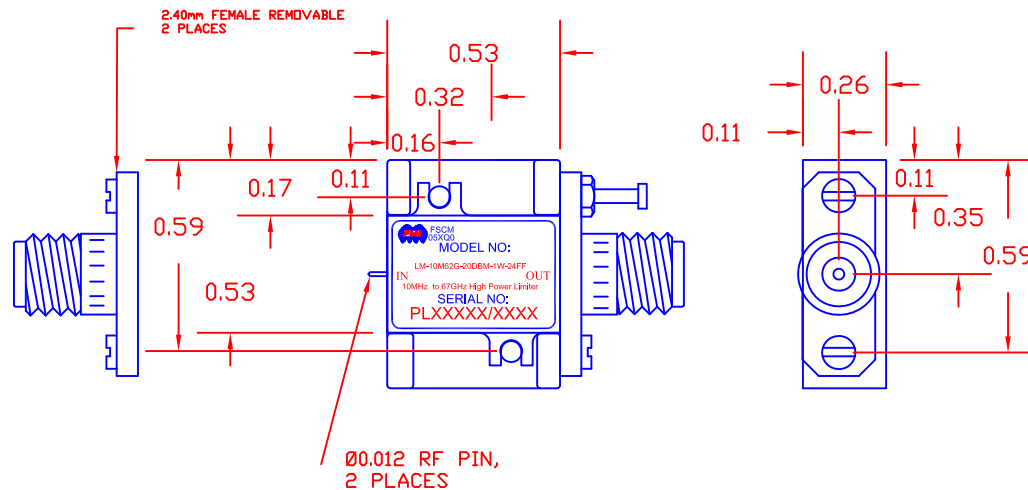 2.40mm FEMALE REMOVABLE
2 PLACES
0.53
0.32
0.16
0.17
0.11
0.59
0.53
0.26
0.11
0.11
0.35
0.59
FSCM
05XQ0
MODEL NO:
LM-10M62G-20DBM-1W-24FF
IN
OUT
10MHz to 67GHz High Power Limiter
SERIAL NO:
PLXXXXX/XXXX
Ø0.012 RF PIN,
2 PLACES